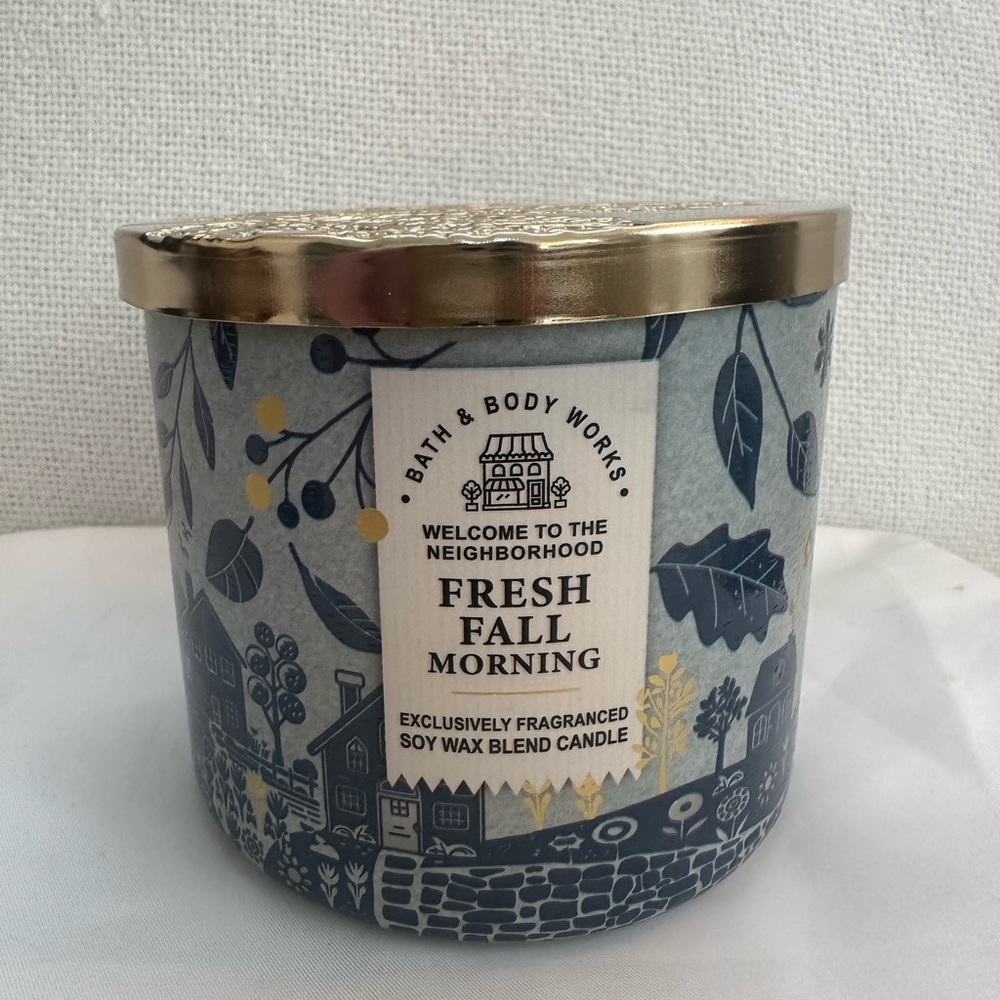 • BATH & BODY WORKS •
WELCOME TO THE
NEIGHBORHOOD
FRESH
FALL
MORNING
EXCLUSIVELY FRAGRANCED
SOY WAX BLEND CANDLE